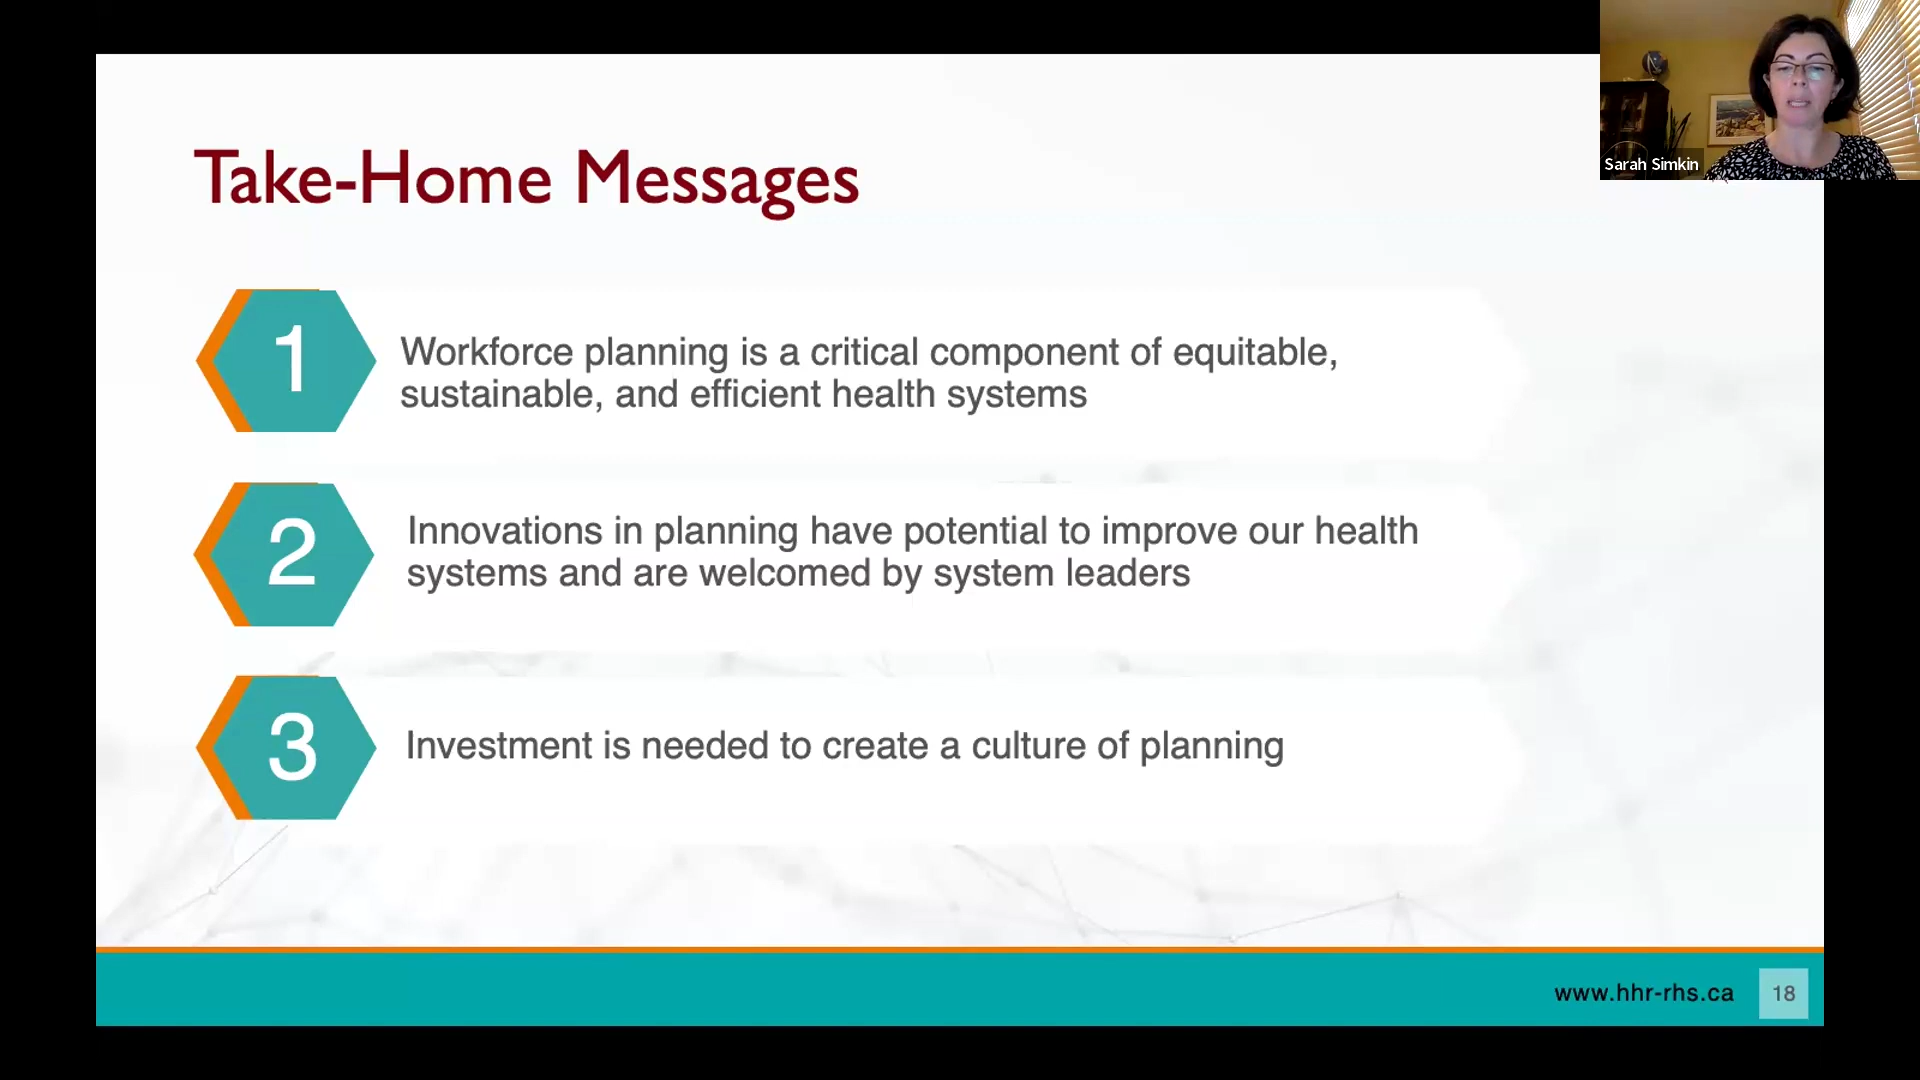 Sarah Simkin
Take-Home Messages
1
Workforce planning is a critical component of equitable,
sustainable, and efficient health systems
2
Innovations in planning have potential to improve our health
systems and are welcomed by system leaders
3
Investment is needed to create a culture of planning
www.hhr-rhs.ca
18